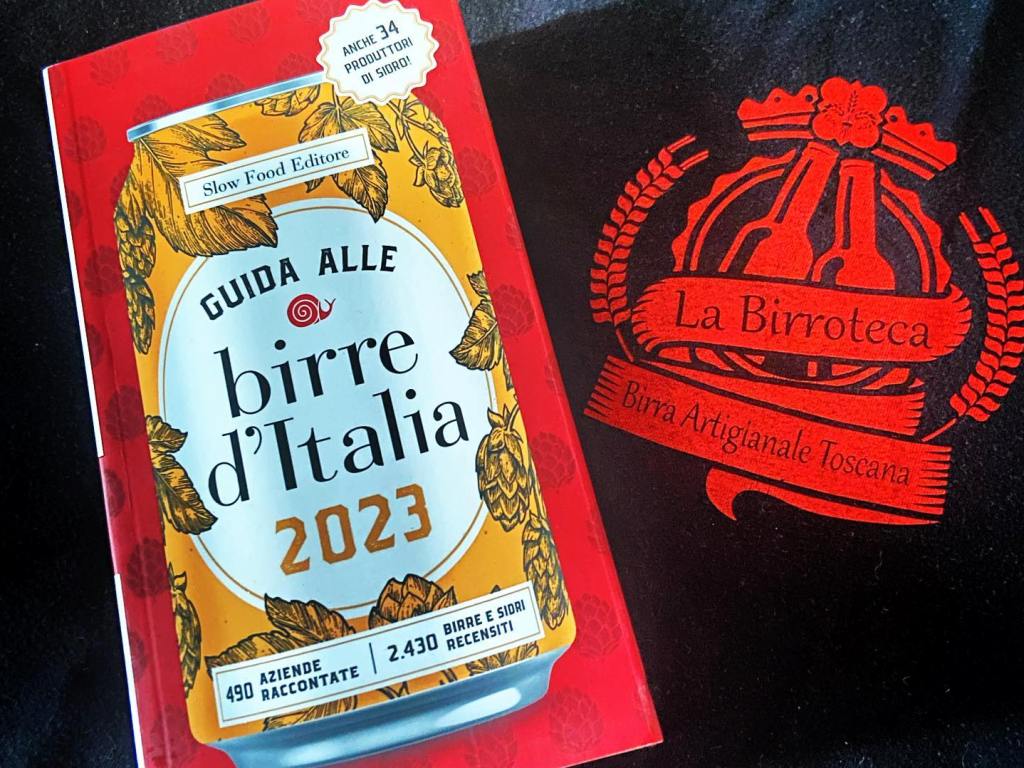 ANCHE 34
PRODUTTORI
DI SIDRO!
Slow Food Editore
GUIDA ALLE
birre
d'Italia
2023
490 AZIENDE
RACCONTATE
2.430 BIRRE E SIDRI
RECENSITI
La Birroteca
Birra Artigianale Toscana